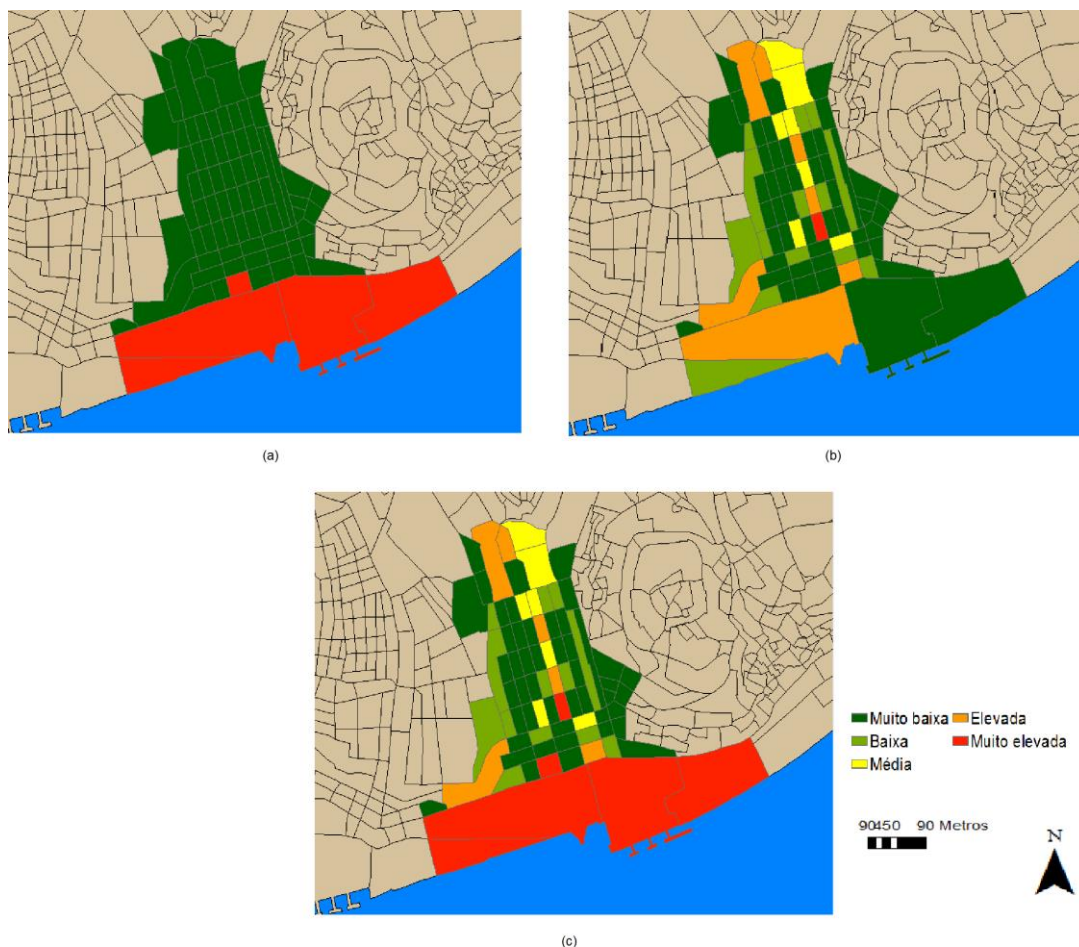 (a)
(b)
Muito baixa
Elevada
Baixa
Muito elevada
Média
90450 90 Metros
N
(c)